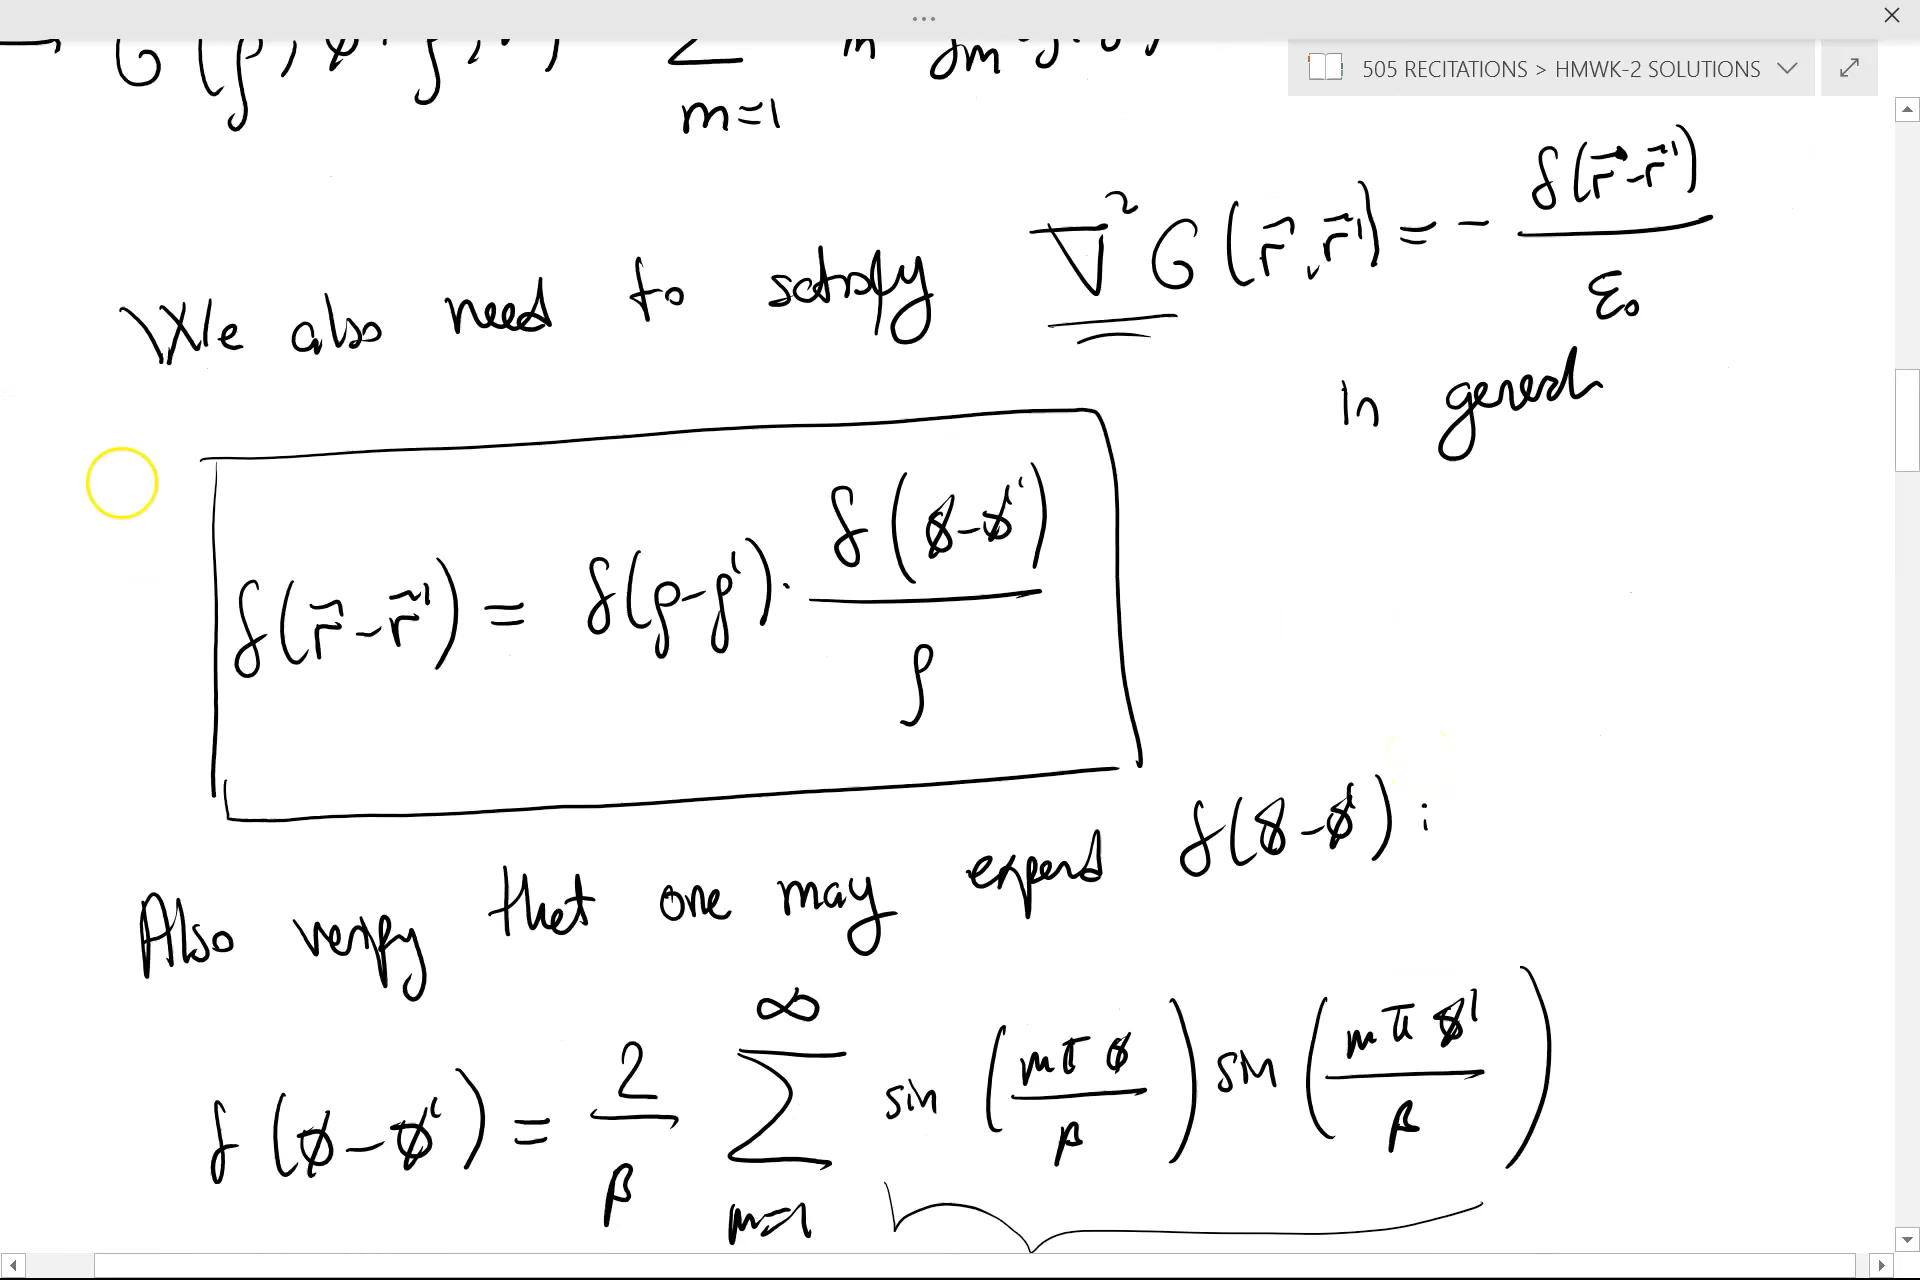 505 RECITATIONS > HMWK-2 SOLUTIONS
m=1
We also need to satisfy ∇² G(r⃗, r⃗') = - δ(r⃗-r⃗') / ε₀
in general
δ(r⃗-r⃗') = δ(ρ-ρ') · δ(ϕ-ϕ') / ρ
Also verify that one may expand δ(ϕ-ϕ') :
δ(ϕ-ϕ') = 2/β ∑_{m=1}^{∞} sin(mπϕ/β) sin(mπϕ'/β)